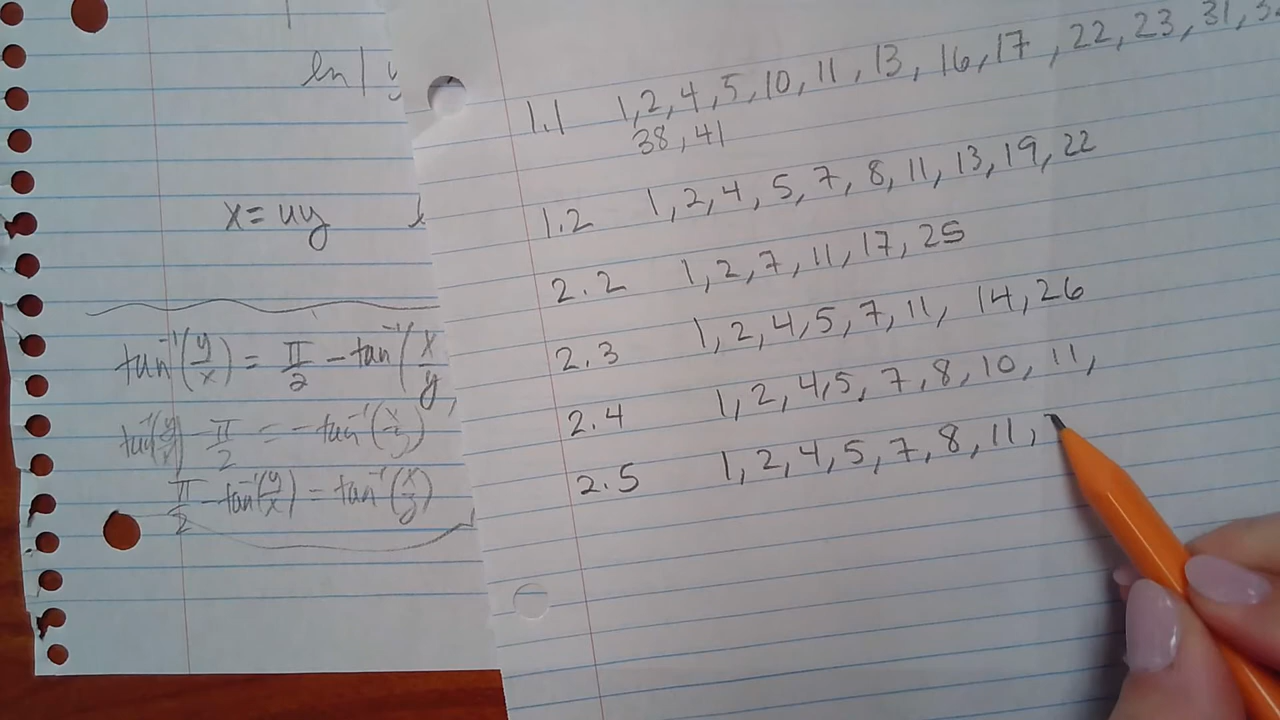 ln|y
x = uy
tan⁻¹(y/x) = π/2 - tan⁻¹(x/y
tan⁻¹(y/x) - π/2 = -tan⁻¹(x/y)
π/2 - tan⁻¹(y/x) = tan⁻¹(x/y)
1.1 1, 2, 4, 5, 10, 11, 13, 16, 17, 22, 23, 31, 3
38, 41
1.2 1, 2, 4, 5, 7, 8, 11, 13, 19, 22
2.2 1, 2, 7, 11, 17, 25
2.3 1, 2, 4, 5, 7, 11, 14, 26
2.4 1, 2, 4, 5, 7, 8, 10, 11,
2.5 1, 2, 4, 5, 7, 8, 11,